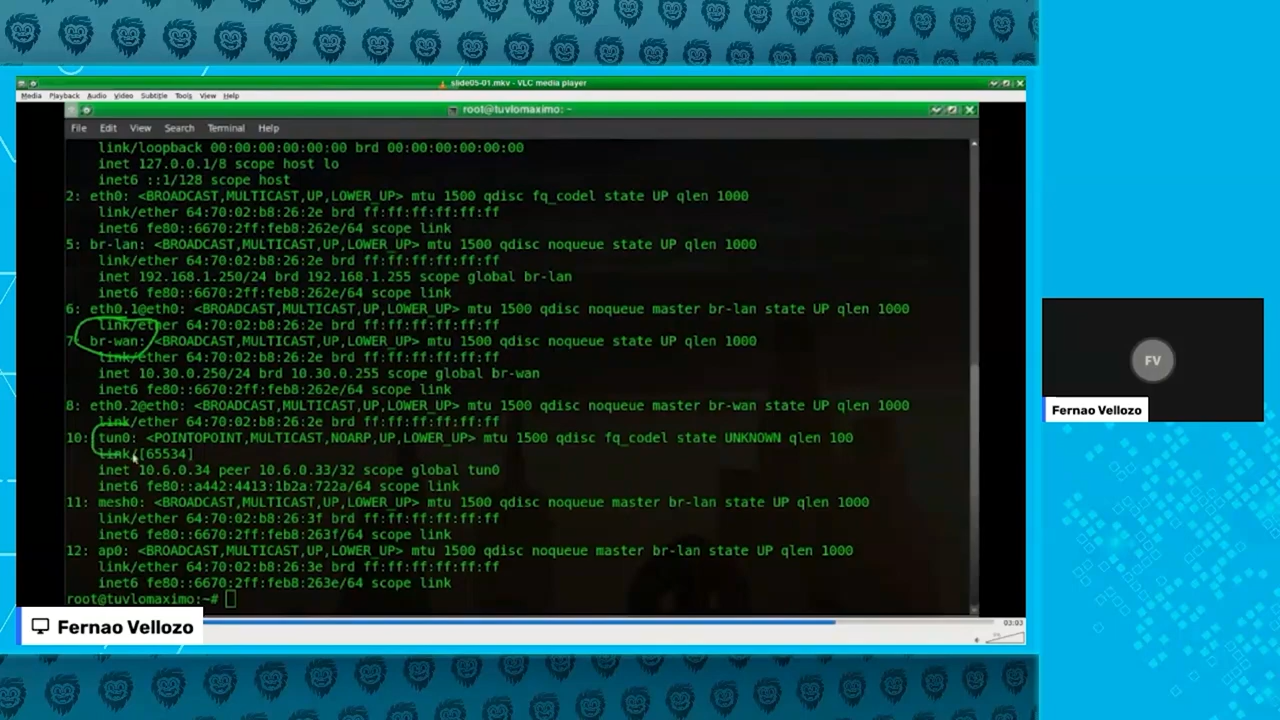 slide05-01.mkv - VLC media player
Media Playback Audio Video Subtitle Tools View Help
root@tuvlomaximo: ~
File Edit View Search Terminal Help
link/loopback 00:00:00:00:00:00 brd 00:00:00:00:00:00
inet 127.0.0.1/8 scope host lo
inet6 ::1/128 scope host
2: eth0: <BROADCAST,MULTICAST,UP,LOWER_UP> mtu 1500 qdisc fq_codel state UP qlen 1000
link/ether 64:70:02:b8:26:2e brd ff:ff:ff:ff:ff:ff
inet6 fe80::6670:2ff:feb8:262e/64 scope link
5: br-lan: <BROADCAST,MULTICAST,UP,LOWER_UP> mtu 1500 qdisc noqueue state UP qlen 1000
link/ether 64:70:02:b8:26:2e brd ff:ff:ff:ff:ff:ff
inet 192.168.1.250/24 brd 192.168.1.255 scope global br-lan
inet6 fe80::6670:2ff:feb8:262e/64 scope link
6: eth0.1@eth0: <BROADCAST,MULTICAST,UP,LOWER_UP> mtu 1500 qdisc noqueue master br-lan state UP qlen 1000
link/ether 64:70:02:b8:26:2e brd ff:ff:ff:ff:ff:ff
7: br-wan: <BROADCAST,MULTICAST,UP,LOWER_UP> mtu 1500 qdisc noqueue state UP qlen 1000
link/ether 64:70:02:b8:26:2e brd ff:ff:ff:ff:ff:ff
inet 10.30.0.250/24 brd 10.30.0.255 scope global br-wan
inet6 fe80::6670:2ff:feb8:262e/64 scope link
8: eth0.2@eth0: <BROADCAST,MULTICAST,UP,LOWER_UP> mtu 1500 qdisc noqueue master br-wan state UP qlen 1000
link/ether 64:70:02:b8:26:2e brd ff:ff:ff:ff:ff:ff
10: tun0: <POINTOPOINT,MULTICAST,NOARP,UP,LOWER_UP> mtu 1500 qdisc fq_codel state UNKNOWN qlen 100
link/[65534]
inet 10.6.0.34 peer 10.6.0.33/32 scope global tun0
inet6 fe80::a442:4413:1b2a:722a/64 scope link
11: mesh0: <BROADCAST,MULTICAST,UP,LOWER_UP> mtu 1500 qdisc noqueue master br-lan state UP qlen 1000
link/ether 64:70:02:b8:26:3f brd ff:ff:ff:ff:ff:ff
inet6 fe80::6670:2ff:feb8:263f/64 scope link
12: ap0: <BROADCAST,MULTICAST,UP,LOWER_UP> mtu 1500 qdisc noqueue master br-lan state UP qlen 1000
link/ether 64:70:02:b8:26:3e brd ff:ff:ff:ff:ff:ff
inet6 fe80::6670:2ff:feb8:263e/64 scope link
root@tuvlomaximo:~#
03:03
Fernao Vellozo
FV
Fernao Vellozo